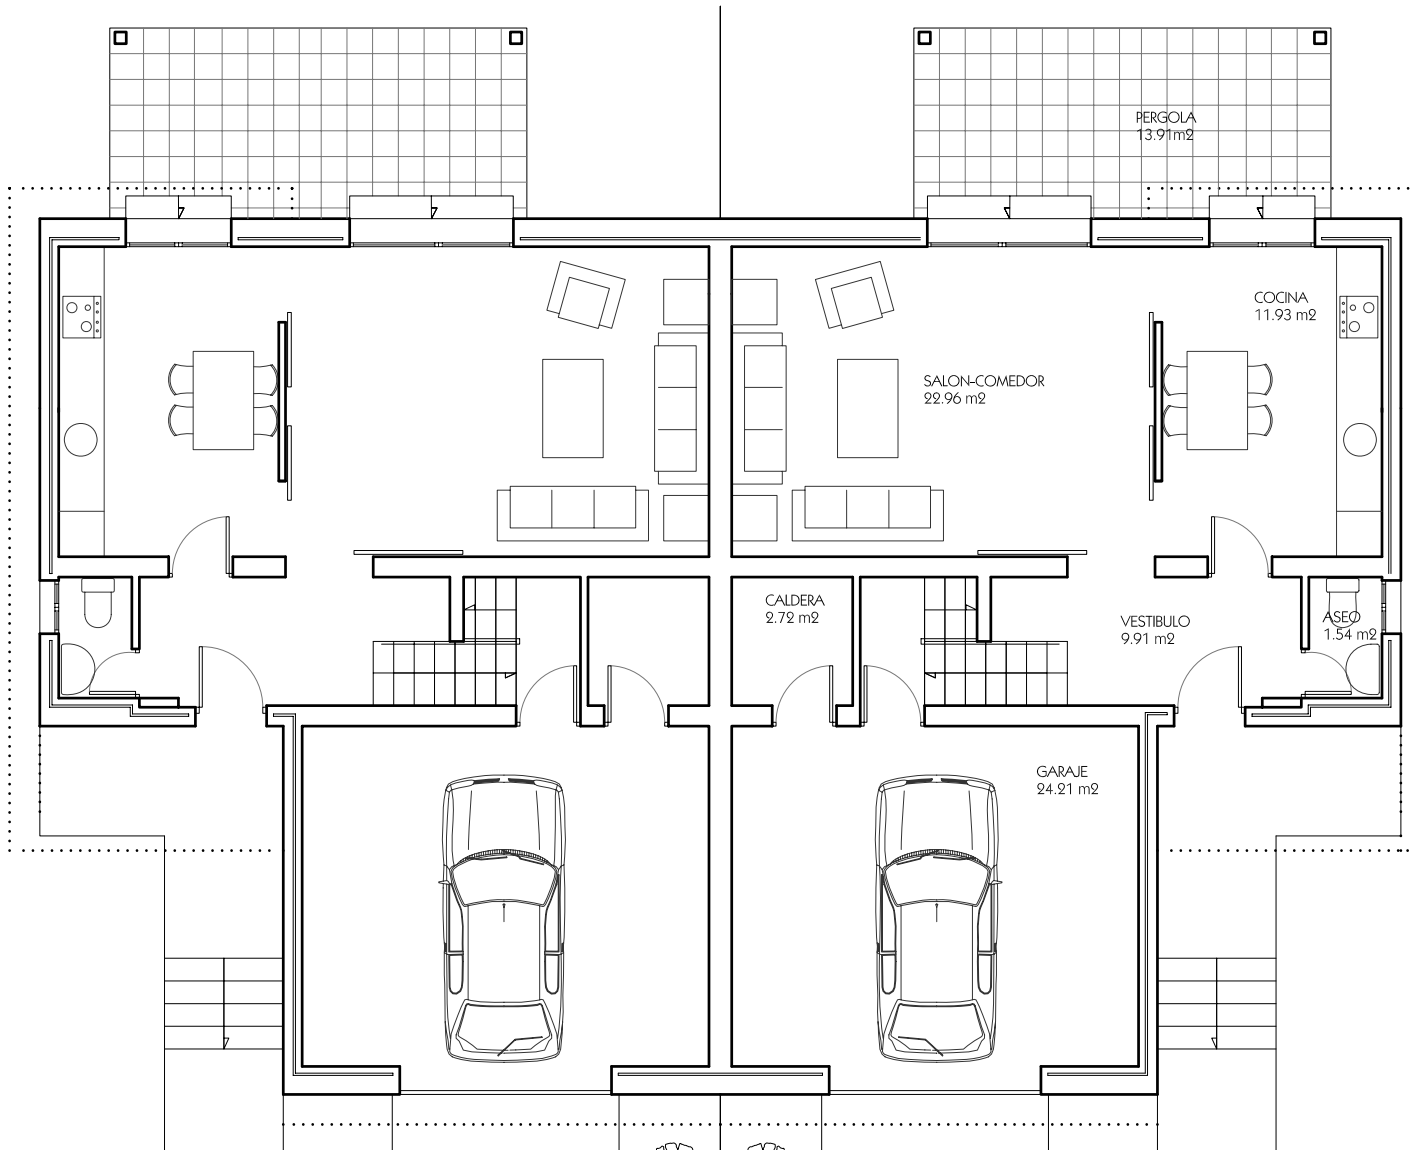 PERGOLA
13.91m2
COCINA
11.93 m2
SALON-COMEDOR
22.96 m2
CALDERA
2.72 m2
VESTIBULO
9.91 m2
ASEO
1.54 m2
GARAJE
24.21 m2